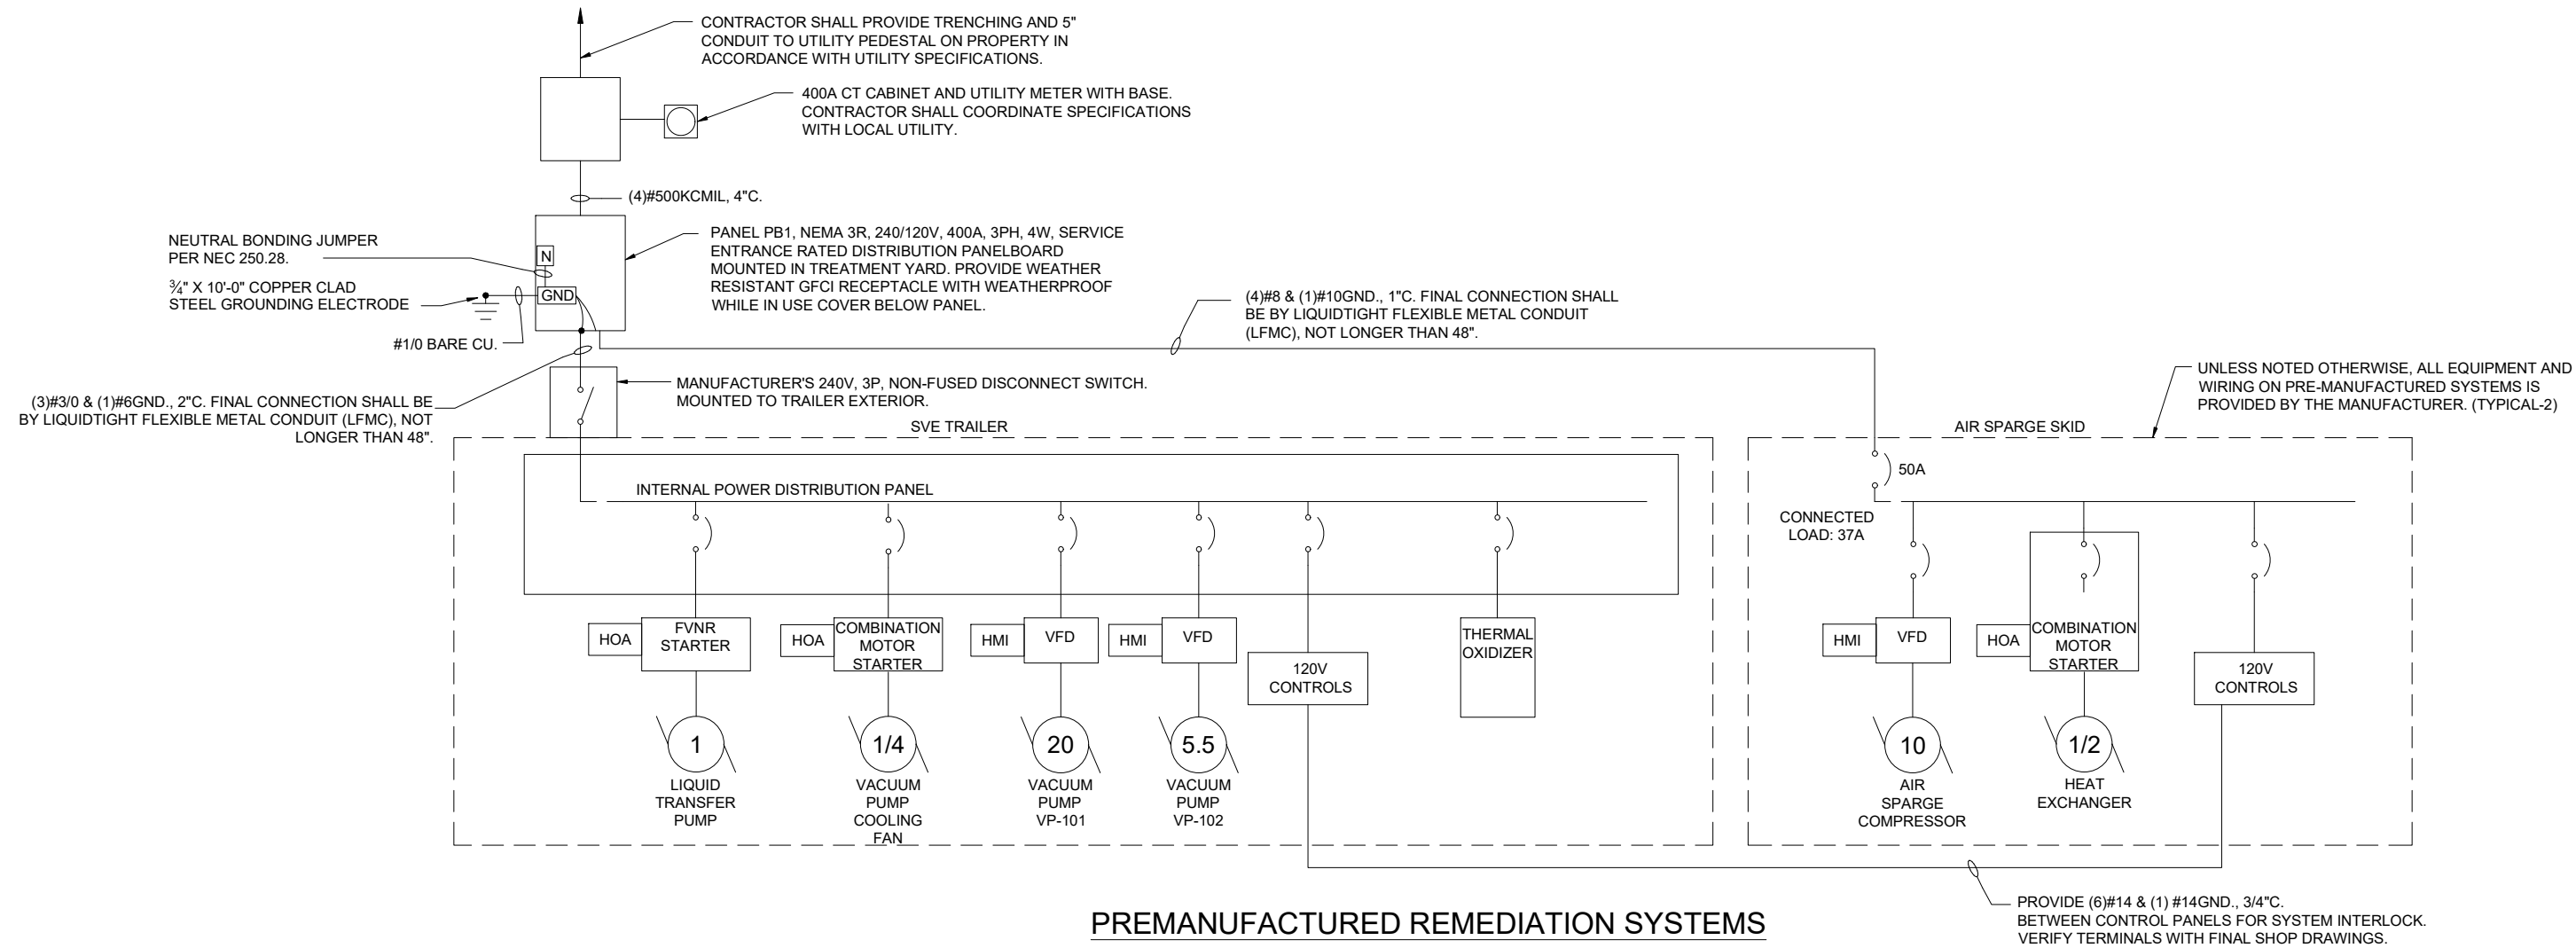 CONTRACTOR SHALL PROVIDE TRENCHING AND 5"
CONDUIT TO UTILITY PEDESTAL ON PROPERTY IN
ACCORDANCE WITH UTILITY SPECIFICATIONS.
400A CT CABINET AND UTILITY METER WITH BASE.
CONTRACTOR SHALL COORDINATE SPECIFICATIONS
WITH LOCAL UTILITY.
(4)#500KCMIL, 4"C.
NEUTRAL BONDING JUMPER
PER NEC 250.28.
¾" X 10'-0" COPPER CLAD
STEEL GROUNDING ELECTRODE
#1/0 BARE CU.
N
GND
PANEL PB1, NEMA 3R, 240/120V, 400A, 3PH, 4W, SERVICE
ENTRANCE RATED DISTRIBUTION PANELBOARD
MOUNTED IN TREATMENT YARD. PROVIDE WEATHER
RESISTANT GFCI RECEPTACLE WITH WEATHERPROOF
WHILE IN USE COVER BELOW PANEL.
(4)#8 & (1)#10GND., 1"C. FINAL CONNECTION SHALL
BE BY LIQUIDTIGHT FLEXIBLE METAL CONDUIT
(LFMC), NOT LONGER THAN 48".
(3)#3/0 & (1)#6GND., 2"C. FINAL CONNECTION SHALL BE
BY LIQUIDTIGHT FLEXIBLE METAL CONDUIT (LFMC), NOT
LONGER THAN 48".
MANUFACTURER'S 240V, 3P, NON-FUSED DISCONNECT SWITCH.
MOUNTED TO TRAILER EXTERIOR.
UNLESS NOTED OTHERWISE, ALL EQUIPMENT AND
WIRING ON PRE-MANUFACTURED SYSTEMS IS
PROVIDED BY THE MANUFACTURER. (TYPICAL-2)
SVE TRAILER
INTERNAL POWER DISTRIBUTION PANEL
HOA
FVNR
STARTER
1
LIQUID
TRANSFER
PUMP
HOA
COMBINATION
MOTOR
STARTER
1/4
VACUUM
PUMP
COOLING
FAN
HMI
VFD
20
VACUUM
PUMP
VP-101
HMI
VFD
5.5
VACUUM
PUMP
VP-102
120V
CONTROLS
THERMAL
OXIDIZER
AIR SPARGE SKID
50A
CONNECTED
LOAD: 37A
HMI
VFD
10
AIR
SPARGE
COMPRESSOR
HOA
COMBINATION
MOTOR
STARTER
1/2
HEAT
EXCHANGER
120V
CONTROLS
PROVIDE (6)#14 & (1) #14GND., 3/4"C.
BETWEEN CONTROL PANELS FOR SYSTEM INTERLOCK.
VERIFY TERMINALS WITH FINAL SHOP DRAWINGS.
PREMANUFACTURED REMEDIATION SYSTEMS